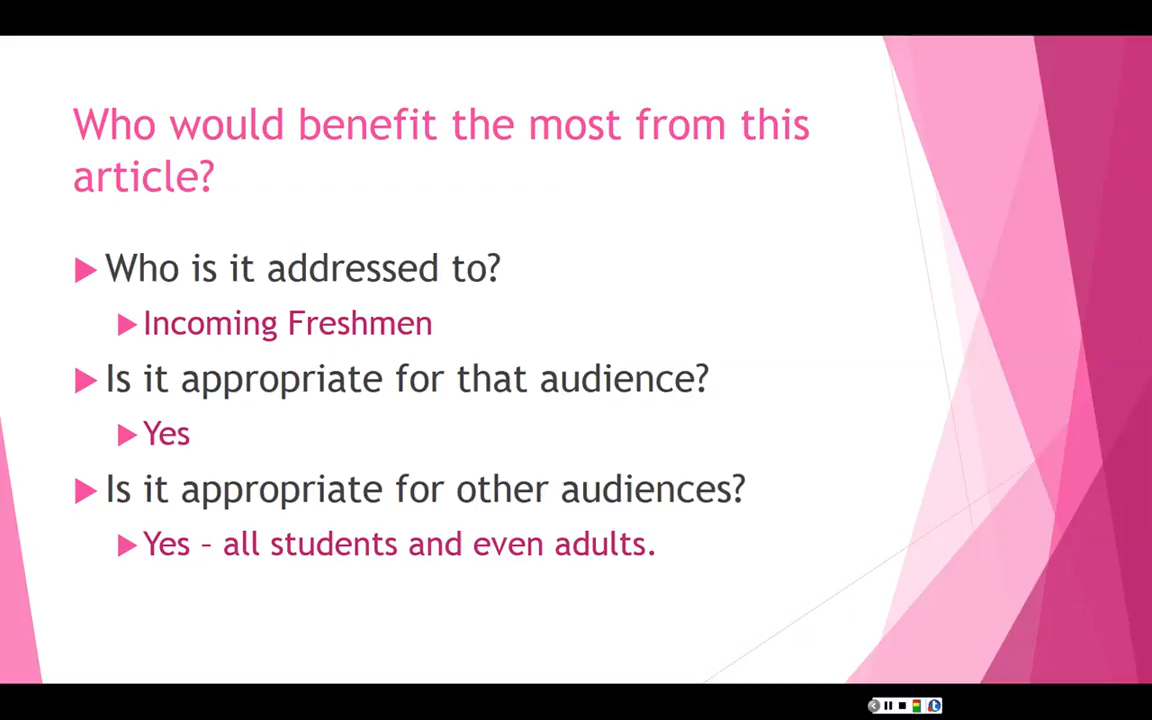 Who would benefit the most from this
article?
Who is it addressed to?
Incoming Freshmen
Is it appropriate for that audience?
Yes
Is it appropriate for other audiences?
Yes – all students and even adults.